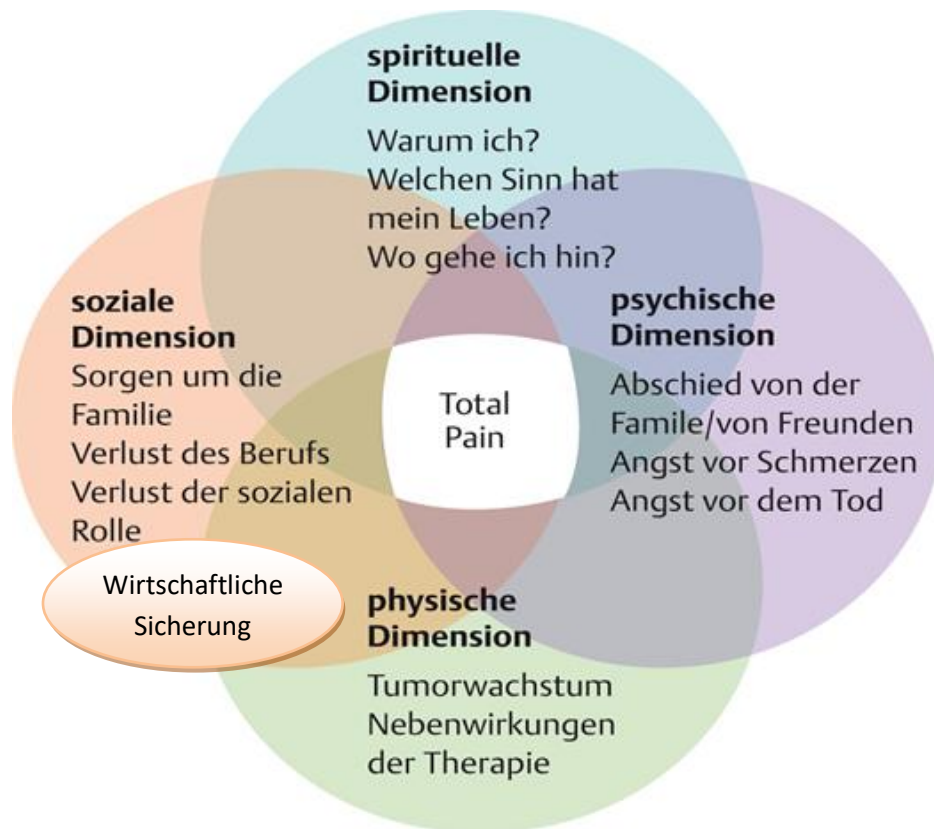 spirituelle
Dimension
Warum ich?
Welchen Sinn hat
mein Leben?
Wo gehe ich hin?
soziale
Dimension
Sorgen um die
Familie
Verlust des Berufs
Verlust der sozialen
Rolle
Wirtschaftliche
Sicherung
Total
Pain
psychische
Dimension
Abschied von der
Famile/von Freunden
Angst vor Schmerzen
Angst vor dem Tod
physische
Dimension
Tumorwachstum
Nebenwirkungen
der Therapie